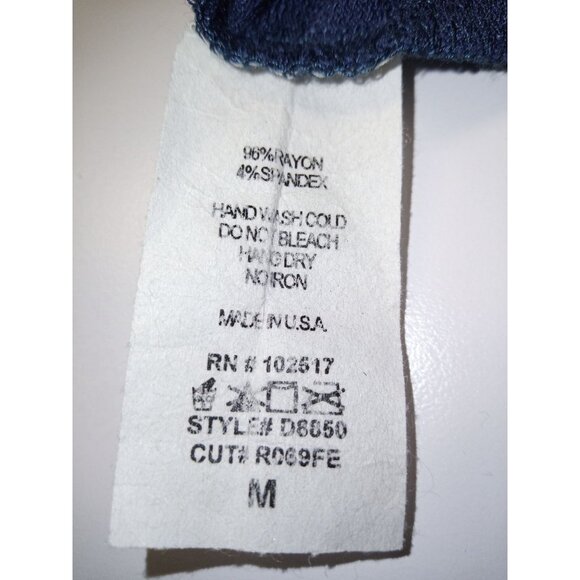 96% RAYON
4% SPANDEX
HAND WASH COLD
DO NOT BLEACH
HANG DRY
NO IRON
MADE IN U.S.A.
RN # 102517
STYLE# D8850
CUT# R069FE
M